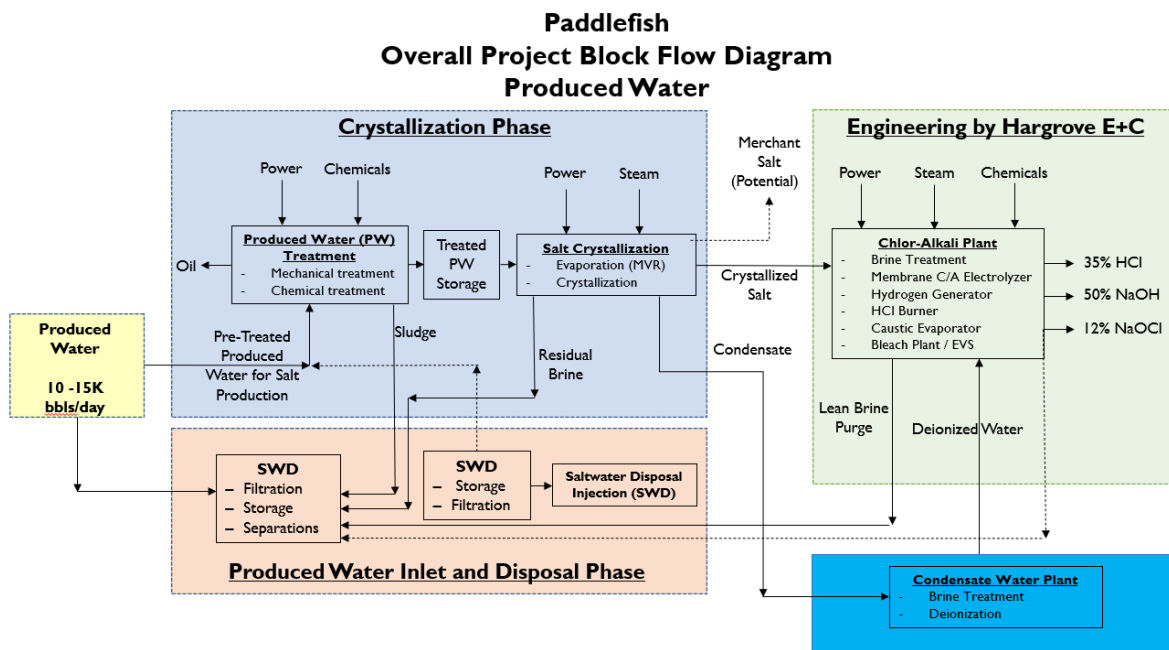 Paddlefish
Overall Project Block Flow Diagram
Produced Water
Crystallization Phase
Power
Chemicals
Produced Water (PW)
Treatment
- Mechanical treatment
- Chemical treatment
Oil
Treated
PW
Storage
Power
Steam
Salt Crystallization
- Evaporation (MVR)
- Crystallization
Merchant
Salt
(Potential)
Crystallized
Salt
Sludge
Residual
Brine
Condensate
Pre-Treated
Produced
Water for Salt
Production
Produced
Water
10 -15K
bbls/day
Engineering by Hargrove E+C
Power
Steam
Chemicals
Chlor-Alkali Plant
- Brine Treatment
- Membrane C/A Electrolyzer
- Hydrogen Generator
- HCl Burner
- Caustic Evaporator
- Bleach Plant / EVS
35% HCl
50% NaOH
12% NaOCl
Lean Brine
Purge
Deionized Water
SWD
– Filtration
– Storage
– Separations
SWD
– Storage
– Filtration
Saltwater Disposal
Injection (SWD)
Produced Water Inlet and Disposal Phase
Condensate Water Plant
- Brine Treatment
- Deionization